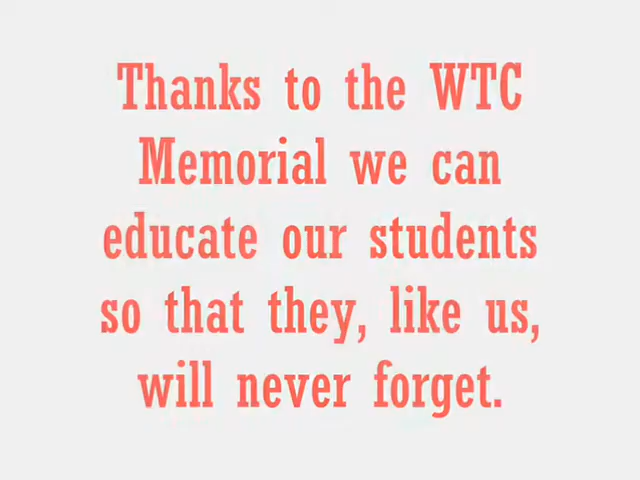 Thanks to the WTC
Memorial we can
educate our students
so that they, like us,
will never forget.